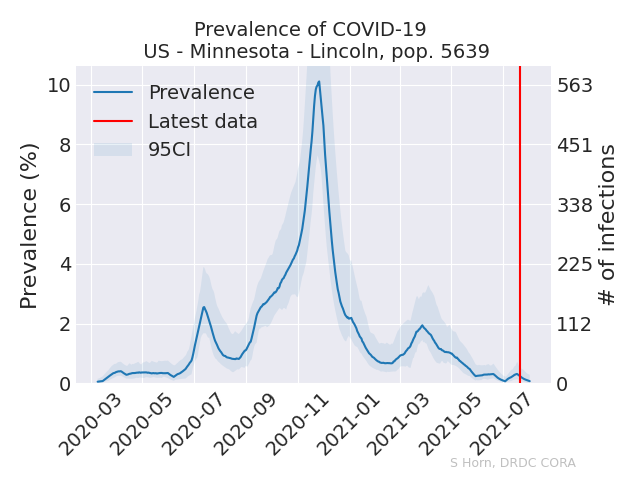 Prevalence of COVID-19
US - Minnesota - Lincoln, pop. 5639
Prevalence
Latest data
95CI
Prevalence (%)
10
8
6
4
2
0
563
451
338
225
112
0
# of infections
2020-03
2020-05
2020-07
2020-09
2020-11
2021-01
2021-03
2021-05
2021-07
S Horn, DRDC CORA